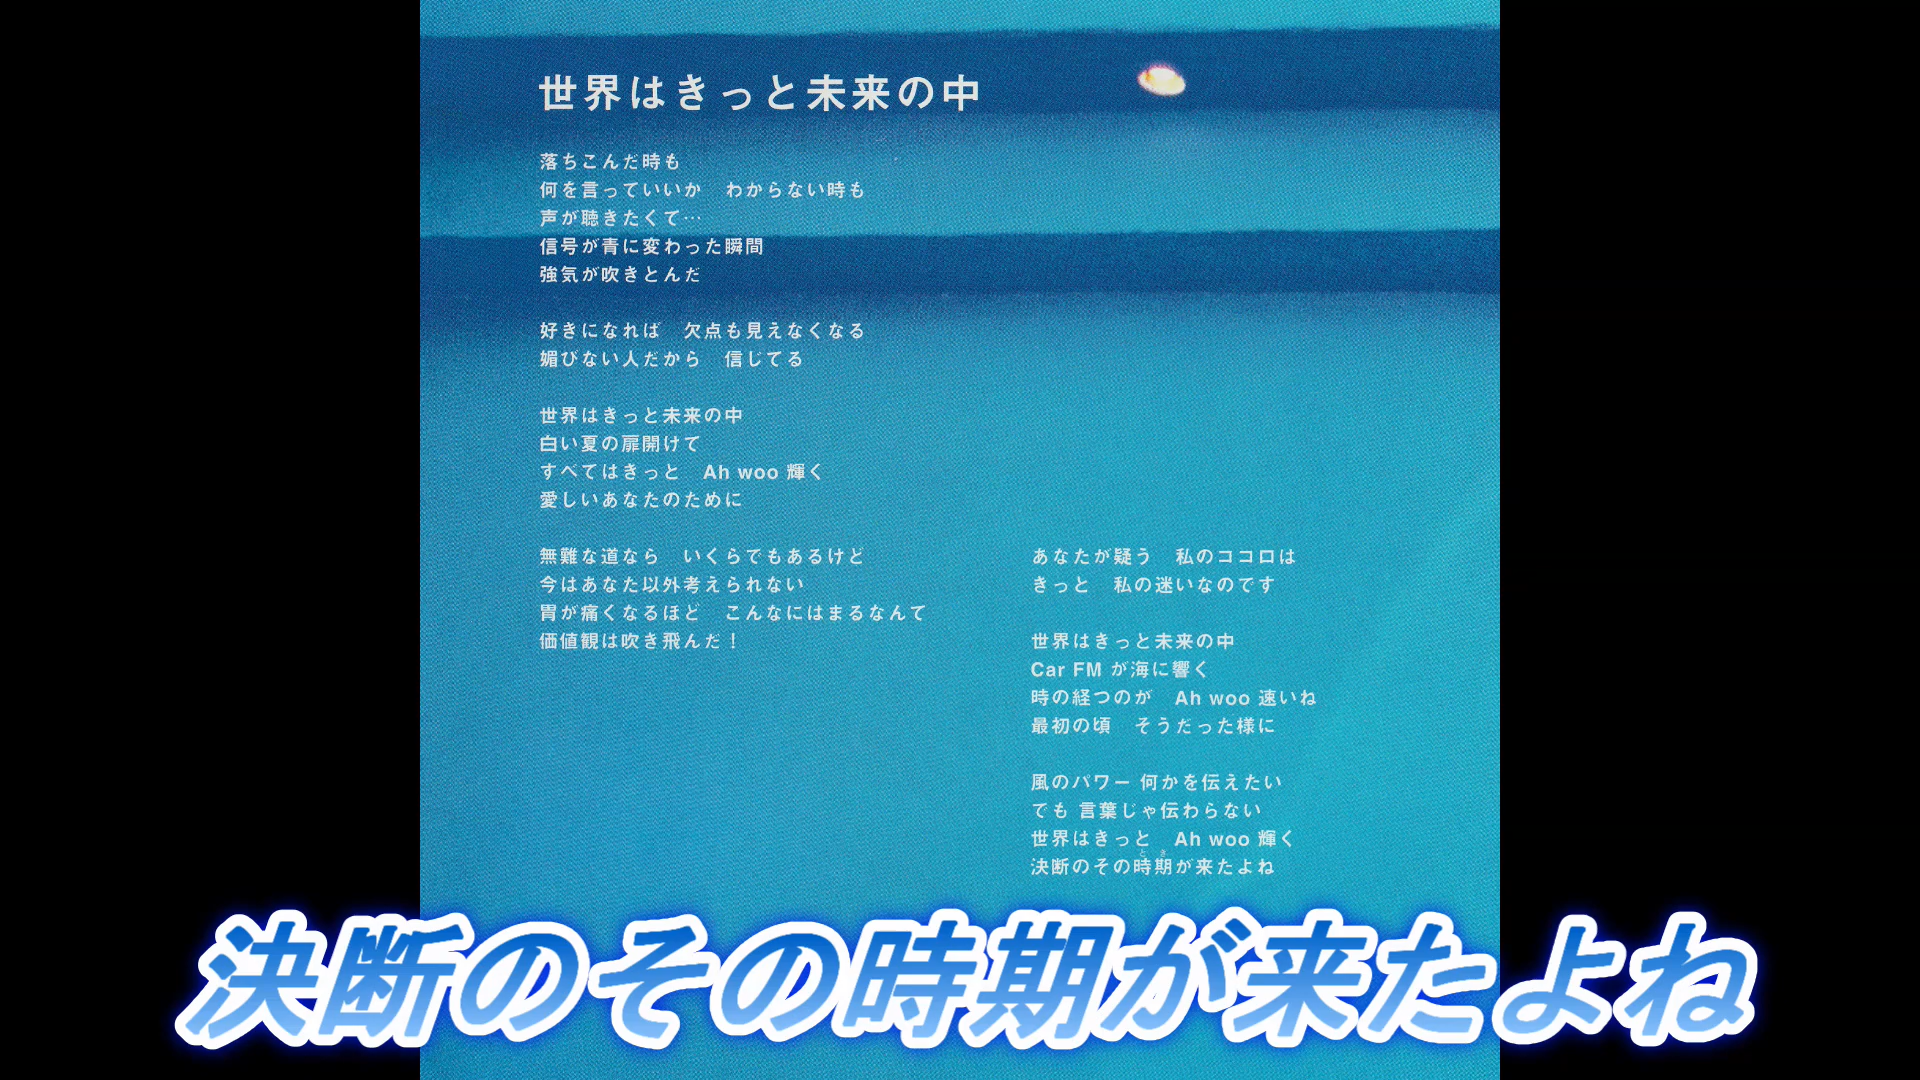 世界はきっと未来の中
落ちこんだ時も
何を言っていいか　わからない時も
声が聴きたくて…
信号が青に変わった瞬間
強気が吹きとんだ
好きになれば　欠点も見えなくなる
媚びない人だから　信じてる
世界はきっと未来の中
白い夏の扉開けて
すべてはきっと　Ah woo 輝く
愛しいあなたのために
無難な道なら　いくらでもあるけど
今はあなた以外考えられない
胃が痛くなるほど　こんなにはまるなんて
価値観は吹き飛んだ！
あなたが疑う　私のココロは
きっと　私の迷いなのです
世界はきっと未来の中
Car FM が海に響く
時の経つのが　Ah woo 速いね
最初の頃　そうだった様に
風のパワー 何かを伝えたい
でも 言葉じゃ伝わらない
世界はきっと　Ah woo 輝く
とき
決断のその時期が来たよね
決断のその時期が来たよね